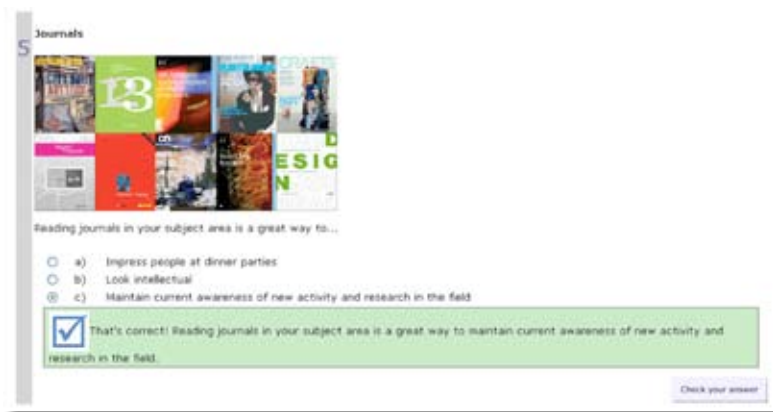 Journals
5
13
CRAFTS
DESIGN
Reading journals in your subject area is a great way to...
a) Impress people at dinner parties
b) Look intellectual
c) Maintain current awareness of new activity and research in the field
That's correct! Reading journals in your subject area is a great way to maintain current awareness of new activity and
research in the field.
Check your answer